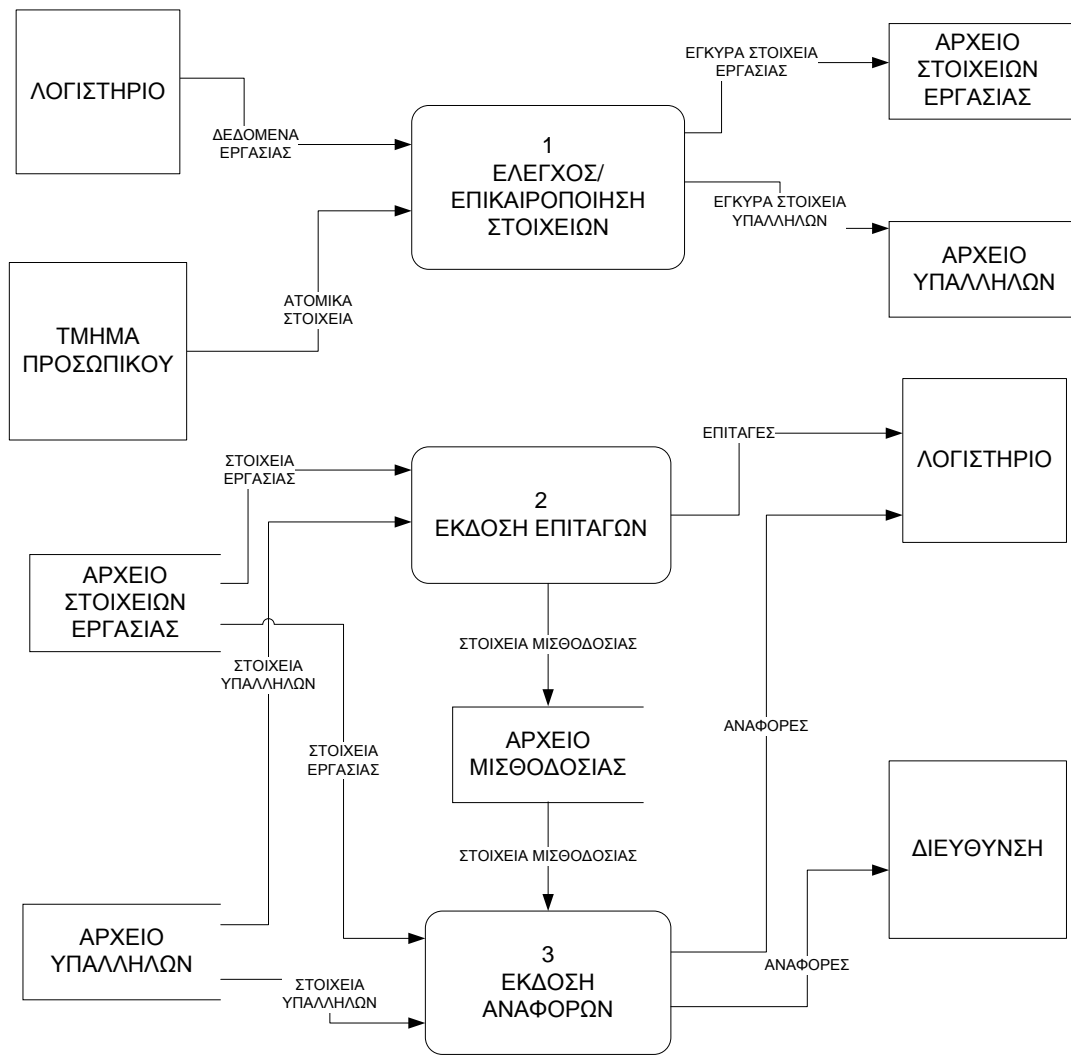 ΛΟΓΙΣΤΗΡΙΟ
ΔΕΔΟΜΕΝΑ
ΕΡΓΑΣΙΑΣ
1
ΕΛΕΓΧΟΣ/
ΕΠΙΚΑΙΡΟΠΟΙΗΣΗ
ΣΤΟΙΧΕΙΩΝ
ΕΓΚΥΡΑ ΣΤΟΙΧΕΙΑ
ΕΡΓΑΣΙΑΣ
ΑΡΧΕΙΟ
ΣΤΟΙΧΕΙΩΝ
ΕΡΓΑΣΙΑΣ
ΕΓΚΥΡΑ ΣΤΟΙΧΕΙΑ
ΥΠΑΛΛΗΛΩΝ
ΑΡΧΕΙΟ
ΥΠΑΛΛΗΛΩΝ
ΤΜΗΜΑ
ΠΡΟΣΩΠΙΚΟΥ
ΑΤΟΜΙΚΑ
ΣΤΟΙΧΕΙΑ
ΣΤΟΙΧΕΙΑ
ΕΡΓΑΣΙΑΣ
2
ΕΚΔΟΣΗ ΕΠΙΤΑΓΩΝ
ΕΠΙΤΑΓΕΣ
ΛΟΓΙΣΤΗΡΙΟ
ΑΡΧΕΙΟ
ΣΤΟΙΧΕΙΩΝ
ΕΡΓΑΣΙΑΣ
ΣΤΟΙΧΕΙΑ
ΥΠΑΛΛΗΛΩΝ
ΣΤΟΙΧΕΙΑ ΜΙΣΘΟΔΟΣΙΑΣ
ΣΤΟΙΧΕΙΑ
ΕΡΓΑΣΙΑΣ
ΑΡΧΕΙΟ
ΜΙΣΘΟΔΟΣΙΑΣ
ΑΝΑΦΟΡΕΣ
ΣΤΟΙΧΕΙΑ ΜΙΣΘΟΔΟΣΙΑΣ
ΔΙΕΥΘΥΝΣΗ
ΑΡΧΕΙΟ
ΥΠΑΛΛΗΛΩΝ
ΣΤΟΙΧΕΙΑ
ΥΠΑΛΛΗΛΩΝ
3
ΕΚΔΟΣΗ
ΑΝΑΦΟΡΩΝ
ΑΝΑΦΟΡΕΣ